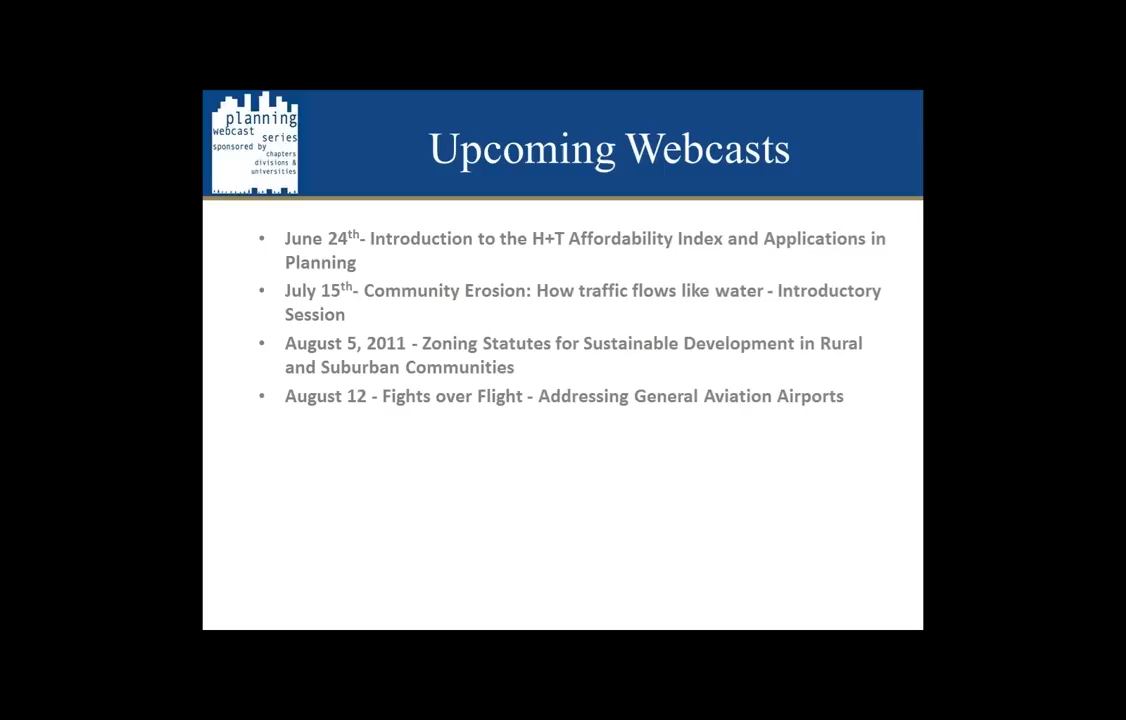 planning
webcast series
sponsored by
chapters
divisions &
universities
Upcoming Webcasts
• June 24th- Introduction to the H+T Affordability Index and Applications in
Planning
• July 15th- Community Erosion: How traffic flows like water - Introductory
Session
• August 5, 2011 - Zoning Statutes for Sustainable Development in Rural
and Suburban Communities
• August 12 - Fights over Flight - Addressing General Aviation Airports